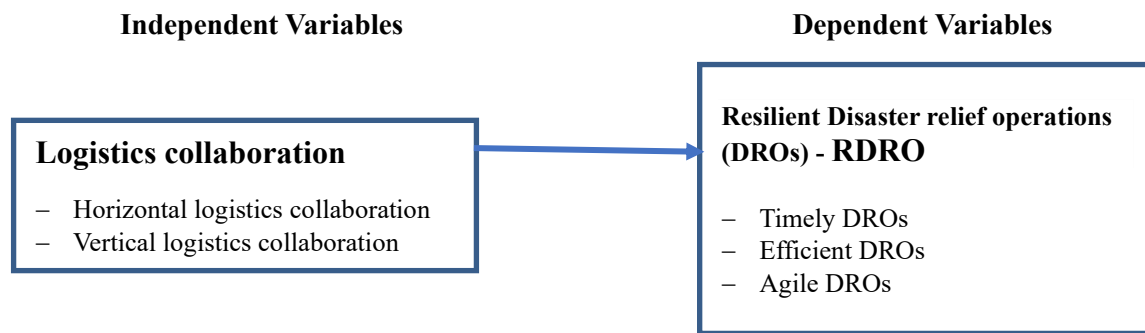 Independent Variables
Dependent Variables
Logistics collaboration
– Horizontal logistics collaboration
– Vertical logistics collaboration
Resilient Disaster relief operations
(DROs) - RDRO
– Timely DROs
– Efficient DROs
– Agile DROs